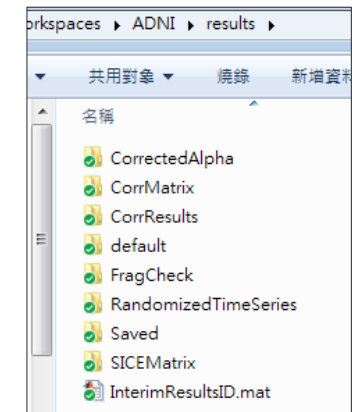 orkspaces ▸ ADNI ▸ results ▸
共用對象 燒錄 新增資料
名稱
CorrectedAlpha
CorrMatrix
CorrResults
default
FragCheck
RandomizedTimeSeries
Saved
SICEMatrix
InterimResultsID.mat